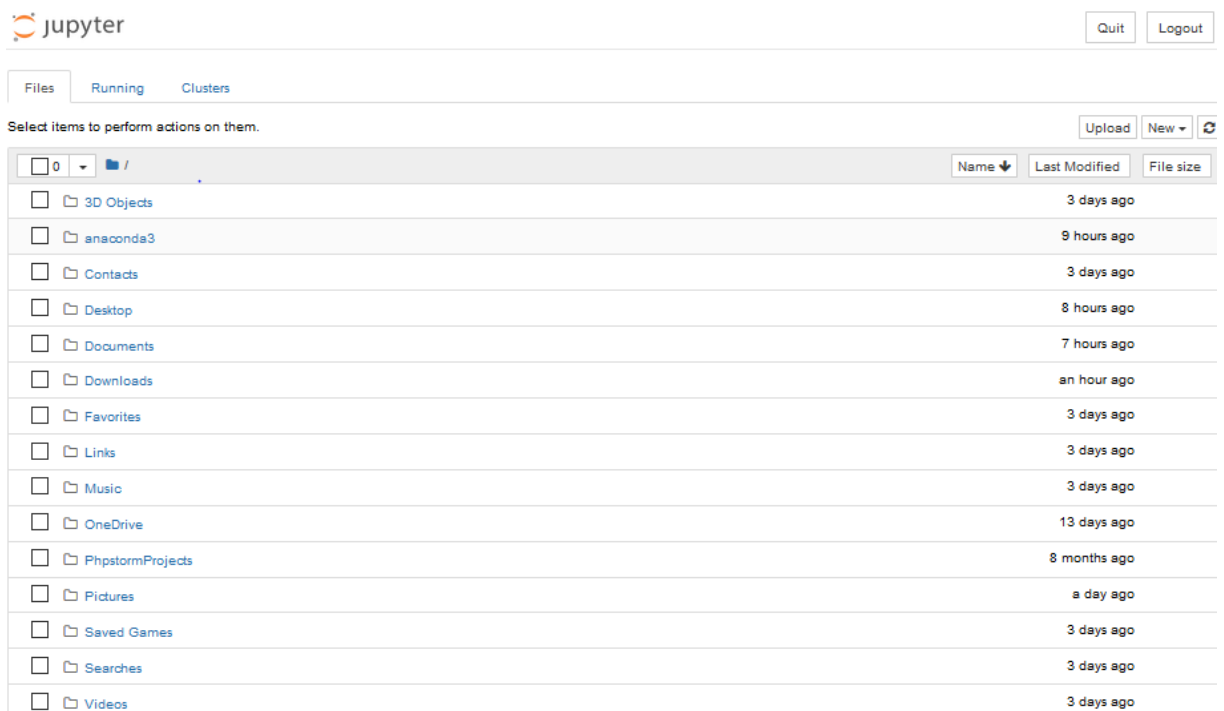 jupyter
Quit Logout
Files Running Clusters
Select items to perform actions on them.
Upload New
0 / Name Last Modified File size
3D Objects 3 days ago
anaconda3 9 hours ago
Contacts 3 days ago
Desktop 8 hours ago
Documents 7 hours ago
Downloads an hour ago
Favorites 3 days ago
Links 3 days ago
Music 3 days ago
OneDrive 13 days ago
PhpstormProjects 8 months ago
Pictures a day ago
Saved Games 3 days ago
Searches 3 days ago
Videos 3 days ago